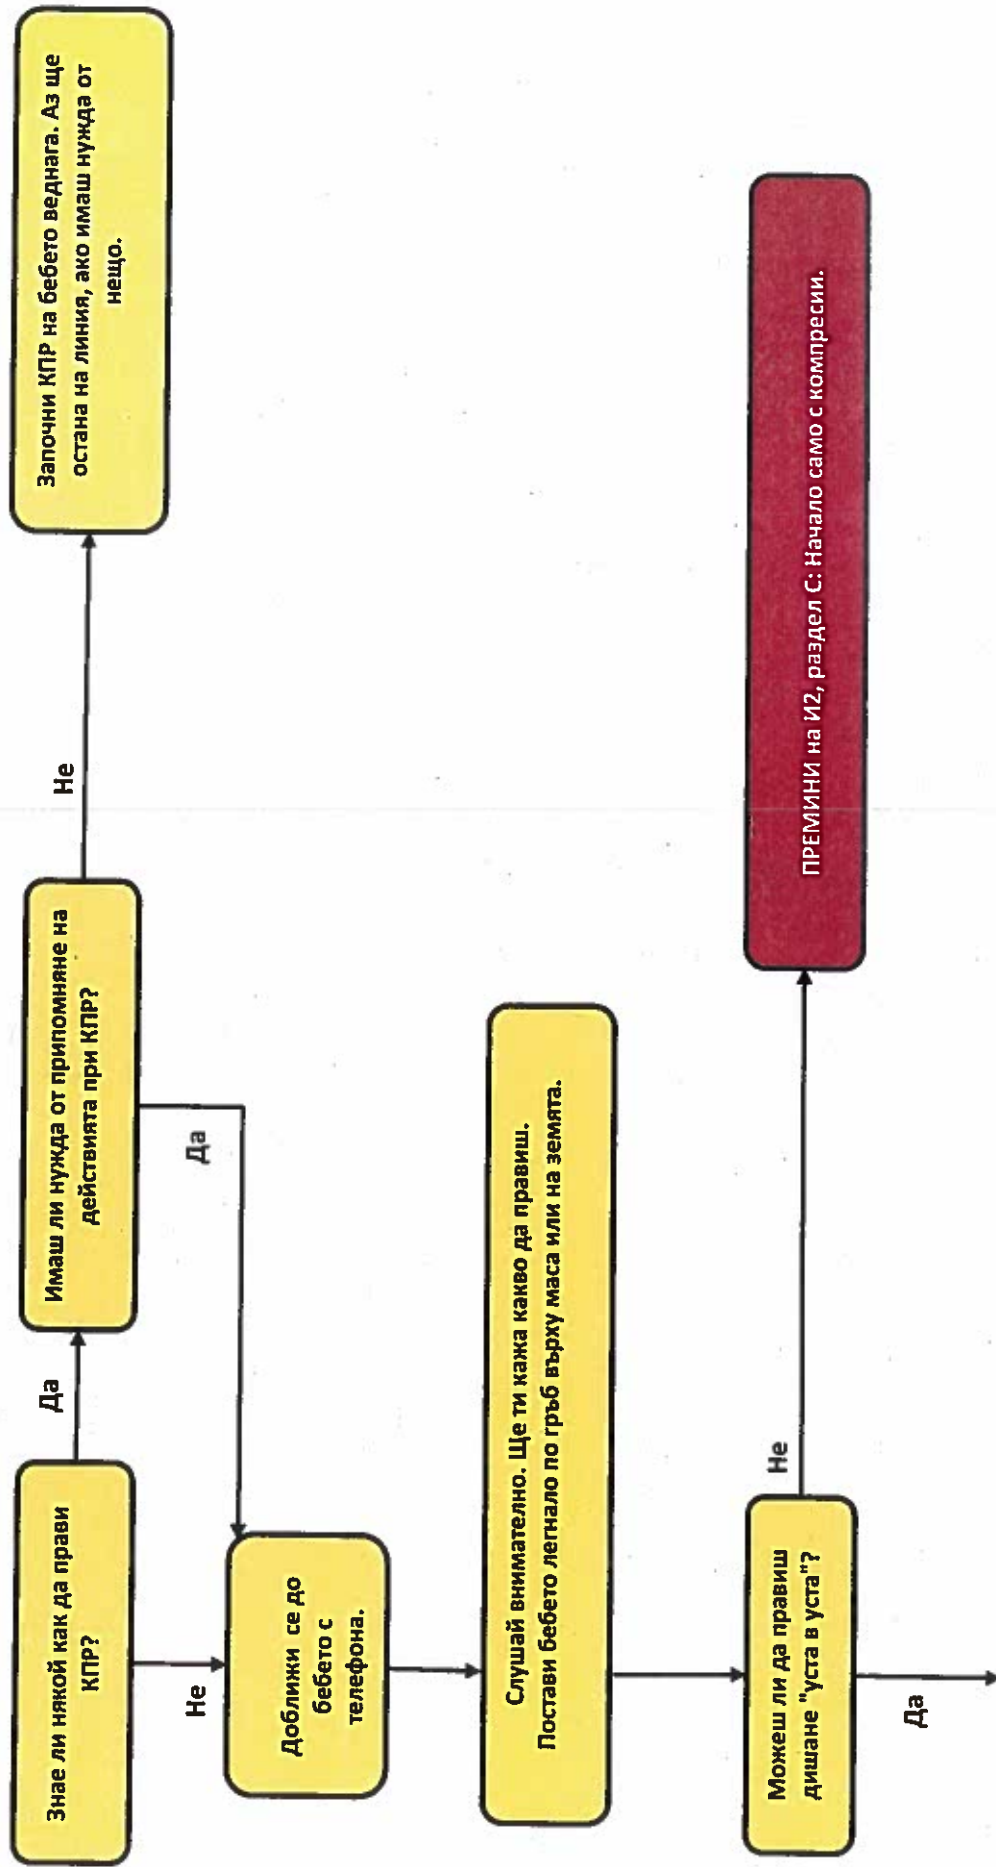 Знае ли някой как да прави
КПР?
Да
Имаш ли нужда от припомняне на
действията при КПР?
Не
Започни КПР на бебето веднага. Аз ще
остана на линия, ако имаш нужда от
нещо.
Не
Да
Доближи се до
бебето с
телефона.
Слушай внимателно. Ще ти кажа какво да правиш.
Постави бебето легнало по гръб върху маса или на земята.
Можеш ли да правиш
дишане "уста в уста"?
Не
ПРЕМИНИ на И2, раздел С: Начало само с компресии.
Да